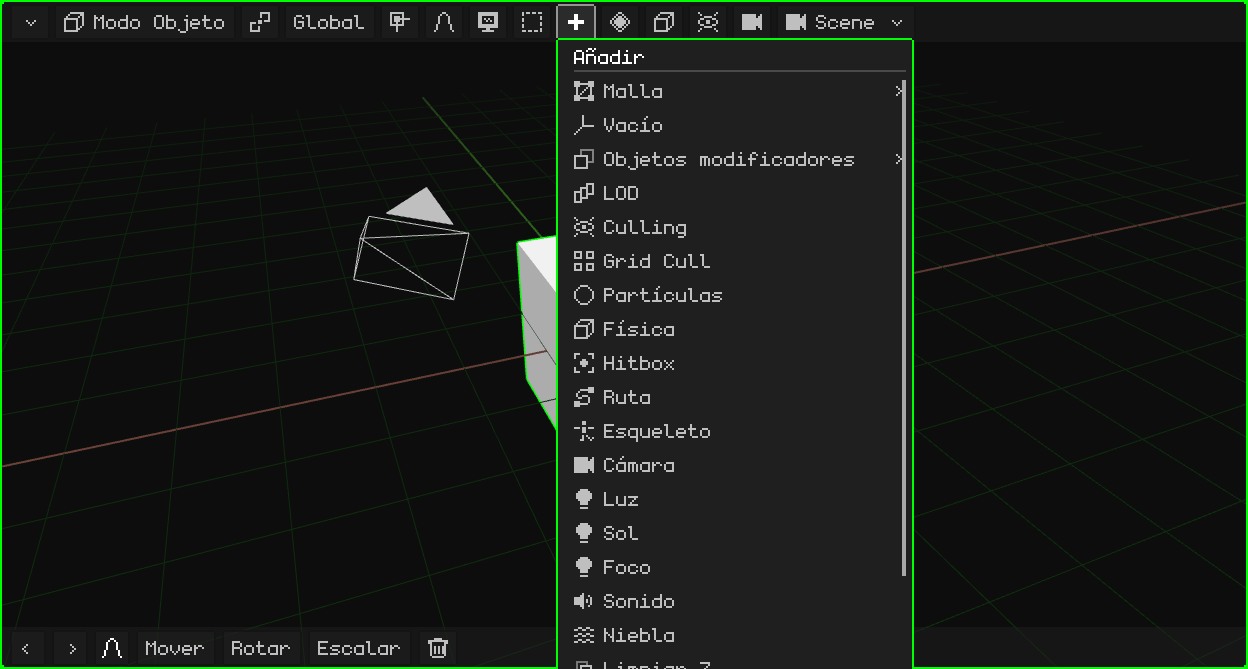 Modo Objeto Global Scene
Añadir
Malla
Vacío
Objetos modificadores
LOD
Culling
Grid Cull
Partículas
Física
Hitbox
Ruta
Esqueleto
Cámara
Luz
Sol
Foco
Sonido
Niebla
Limpiar Z
Mover Rotar Escalar